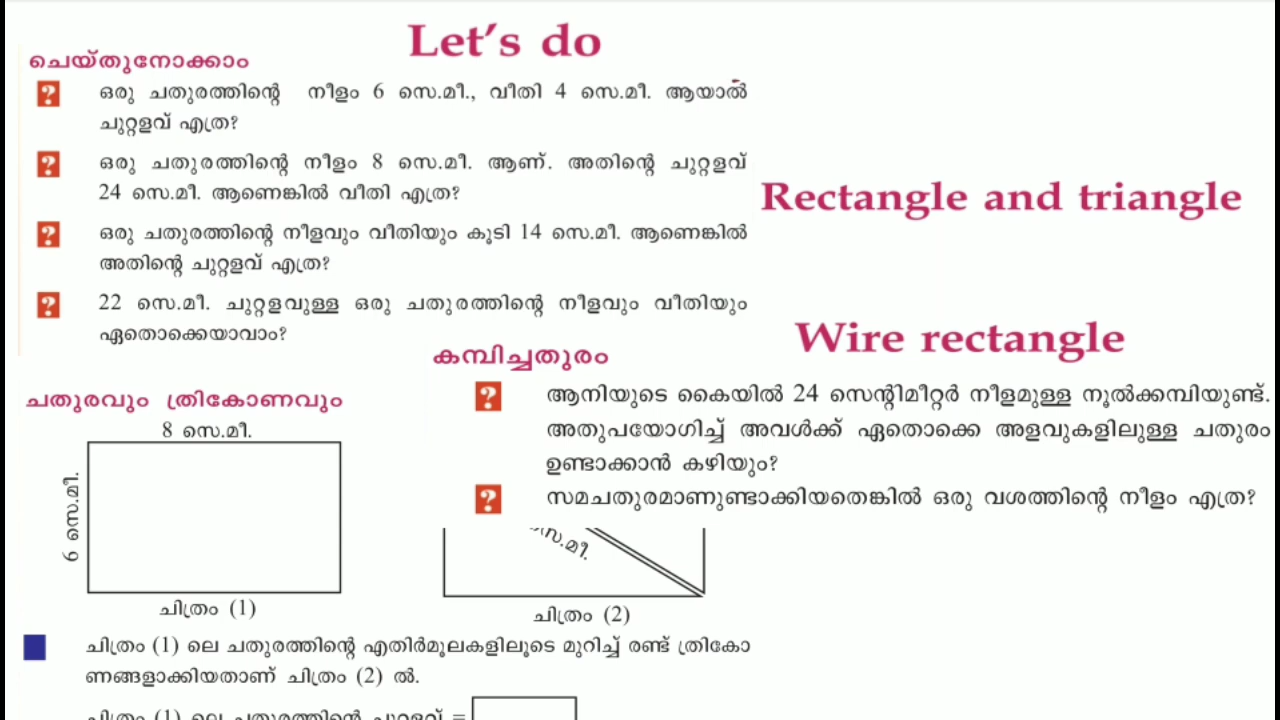 Let's do
ചെയ്തുനോക്കാം
ഒരു ചതുരത്തിന്റെ നീളം 6 സെ.മീ., വീതി 4 സെ.മീ. ആയാൽ
ചുറ്റളവ് എത്ര?
ഒരു ചതുരത്തിന്റെ നീളം 8 സെ.മീ. ആണ്. അതിന്റെ ചുറ്റളവ്
24 സെ.മീ. ആണെങ്കിൽ വീതി എത്ര?
ഒരു ചതുരത്തിന്റെ നീളവും വീതിയും കൂടി 14 സെ.മീ. ആണെങ്കിൽ
അതിന്റെ ചുറ്റളവ് എത്ര?
22 സെ.മീ. ചുറ്റളവുള്ള ഒരു ചതുരത്തിന്റെ നീളവും വീതിയും
ഏതൊക്കെയാവാം?
Rectangle and triangle
Wire rectangle
കമ്പിച്ചതുരം
ആനിയുടെ കൈയിൽ 24 സെന്റിമീറ്റർ നീളമുള്ള നൂൽക്കമ്പിയുണ്ട്.
അതുപയോഗിച്ച് അവൾക്ക് ഏതൊക്കെ അളവുകളിലുള്ള ചതുരം
ഉണ്ടാക്കാൻ കഴിയും?
സമചതുരമാണുണ്ടാക്കിയതെങ്കിൽ ഒരു വശത്തിന്റെ നീളം എത്ര?
ചതുരവും ത്രികോണവും
8 സെ.മീ.
6 സെ.മീ.
ചിത്രം (1)
സെ.മീ.
ചിത്രം (2)
ചിത്രം (1) ലെ ചതുരത്തിന്റെ എതിർമൂലകളിലൂടെ മുറിച്ച് രണ്ട് ത്രികോ
ണങ്ങളാക്കിയതാണ് ചിത്രം (2) ൽ.
ചിത്രം (1) ലെ ചതുരത്തിന്റെ ചുറ്റളവ് =